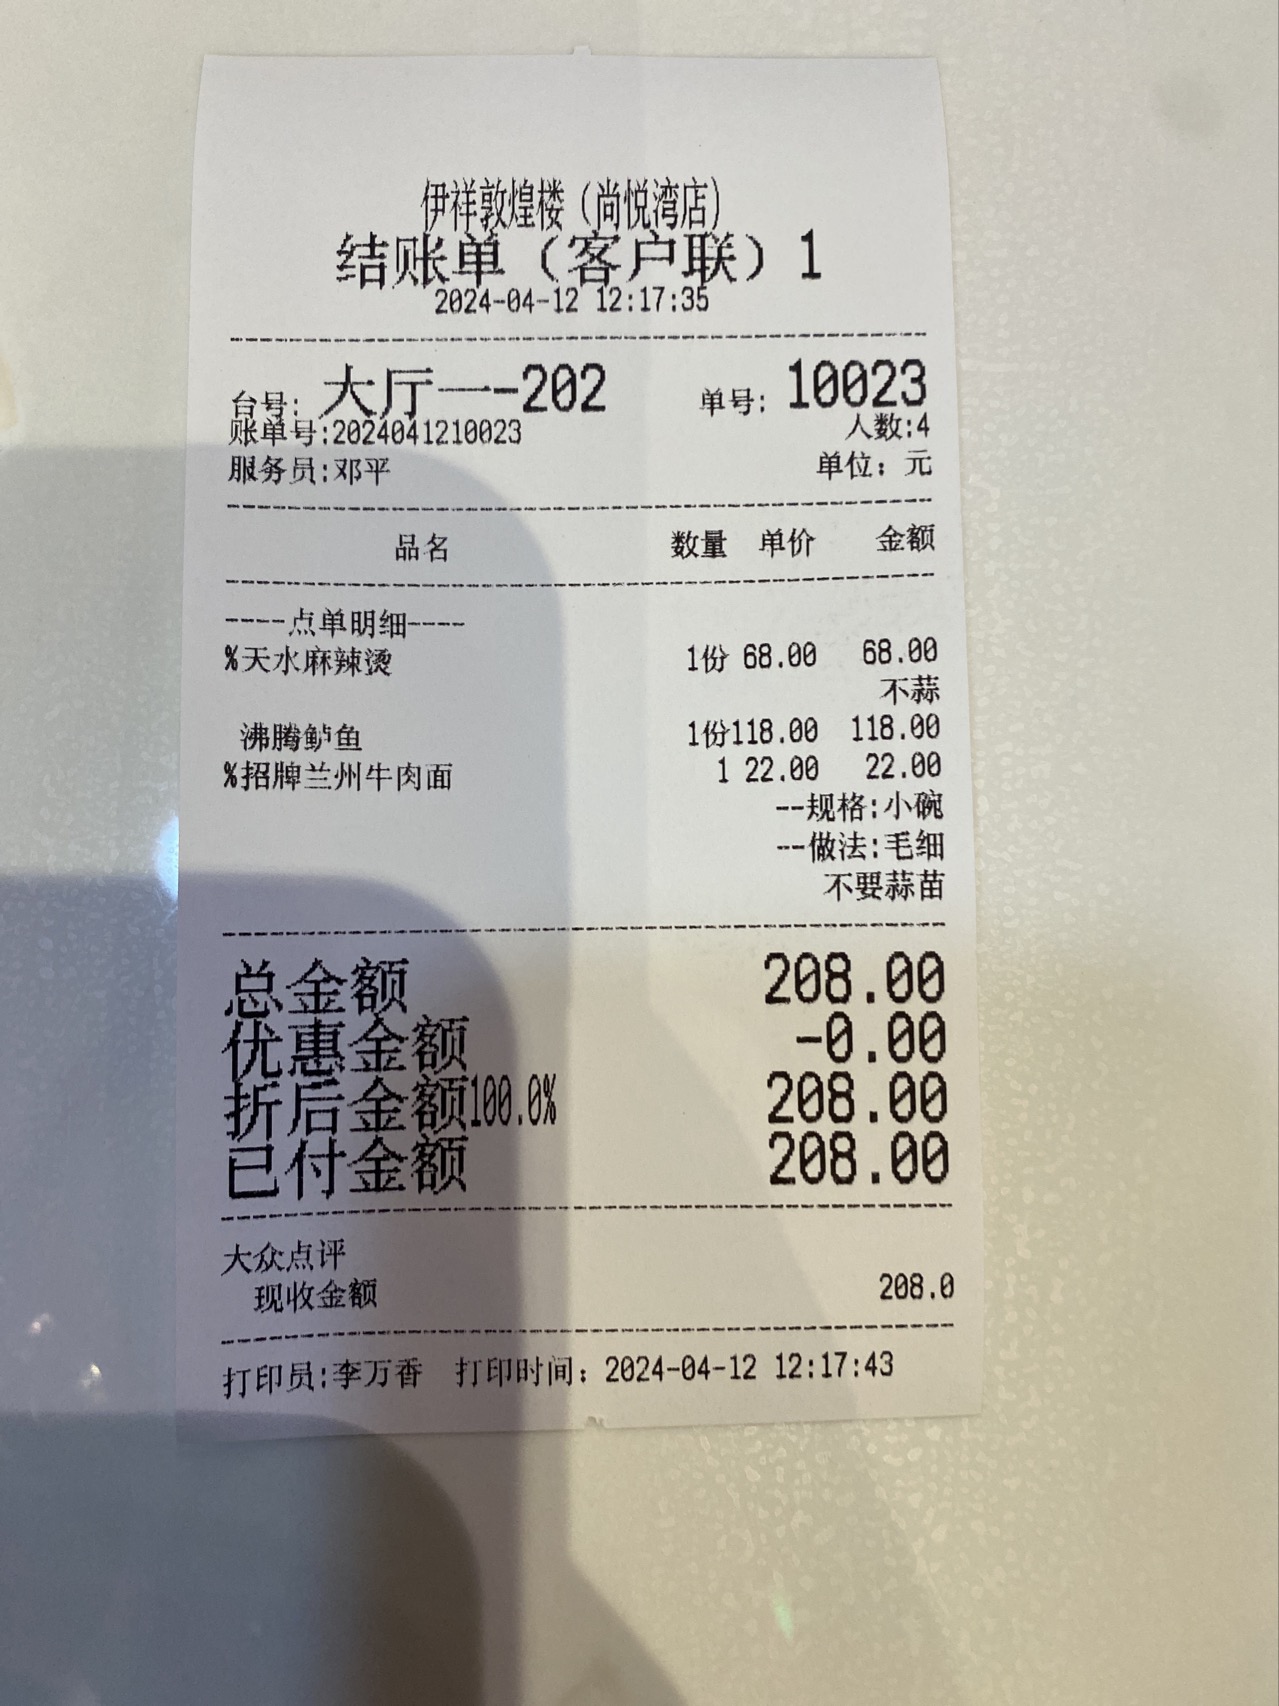 伊祥敦煌楼（尚悦湾店）
结账单（客户联）1
2024-04-12 12:17:35
台号: 大厅一-202 单号: 10023
账单号:2024041210023 人数:4
服务员:邓平 单位: 元
品名 数量 单价 金额
----点单明细----
%天水麻辣烫 1份 68.00 68.00
不蒜
沸腾鲈鱼 1份118.00 118.00
%招牌兰州牛肉面 1 22.00 22.00
--规格:小碗
--做法:毛细
不要蒜苗
总金额 208.00
优惠金额 -0.00
折后金额100.0% 208.00
已付金额 208.00
大众点评
现收金额 208.0
打印员:李万香 打印时间: 2024-04-12 12:17:43